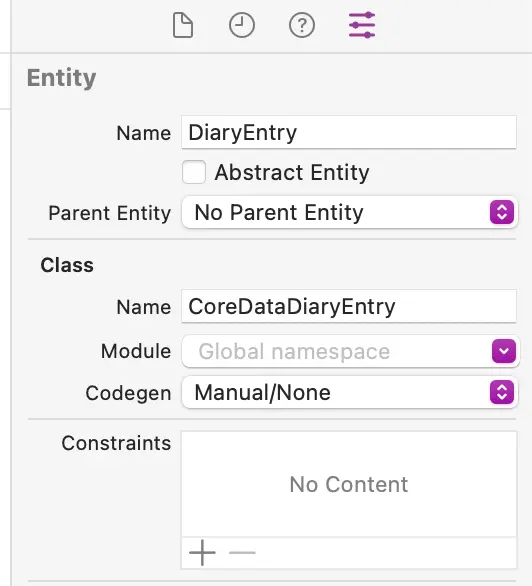 Entity
Name DiaryEntry
Abstract Entity
Parent Entity No Parent Entity
Class
Name CoreDataDiaryEntry
Module Global namespace
Codegen Manual/None
Constraints
No Content